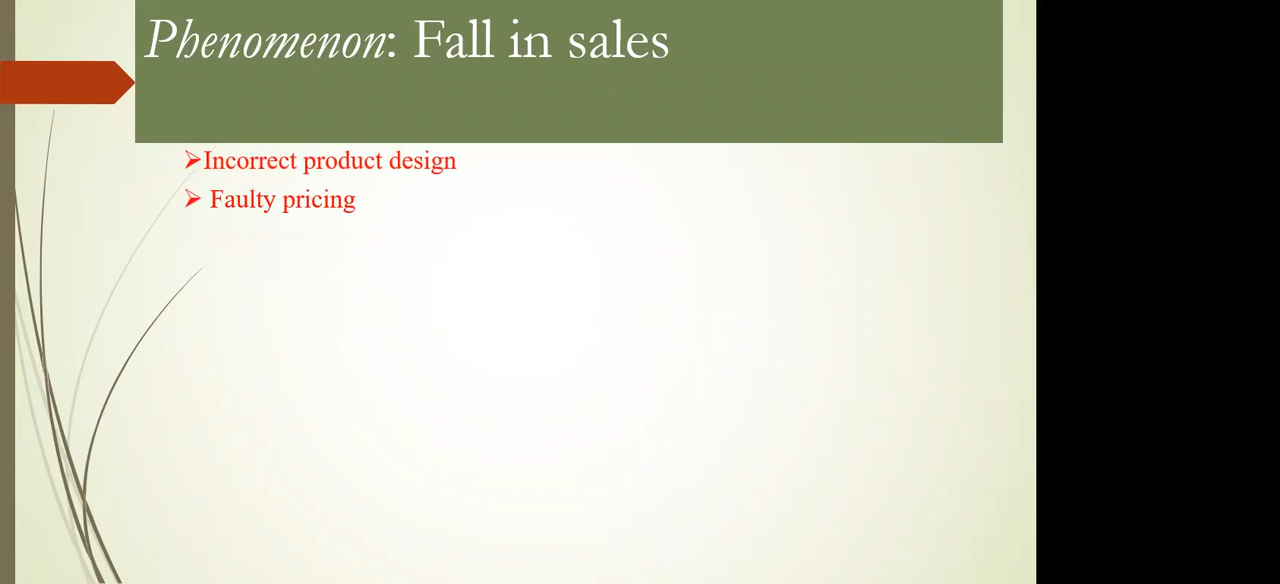 Phenomenon: Fall in sales
➢Incorrect product design
➢ Faulty pricing